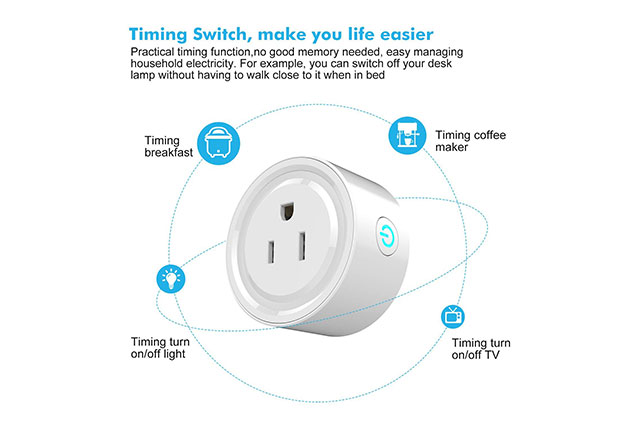 Timing Switch, make you life easier
Practical timing function,no good memory needed, easy managing
household electricity. For example, you can switch off your desk
lamp without having to walk close to it when in bed
Timing
breakfast
Timing coffee
maker
Timing turn
on/off light
Timing turn
on/off TV